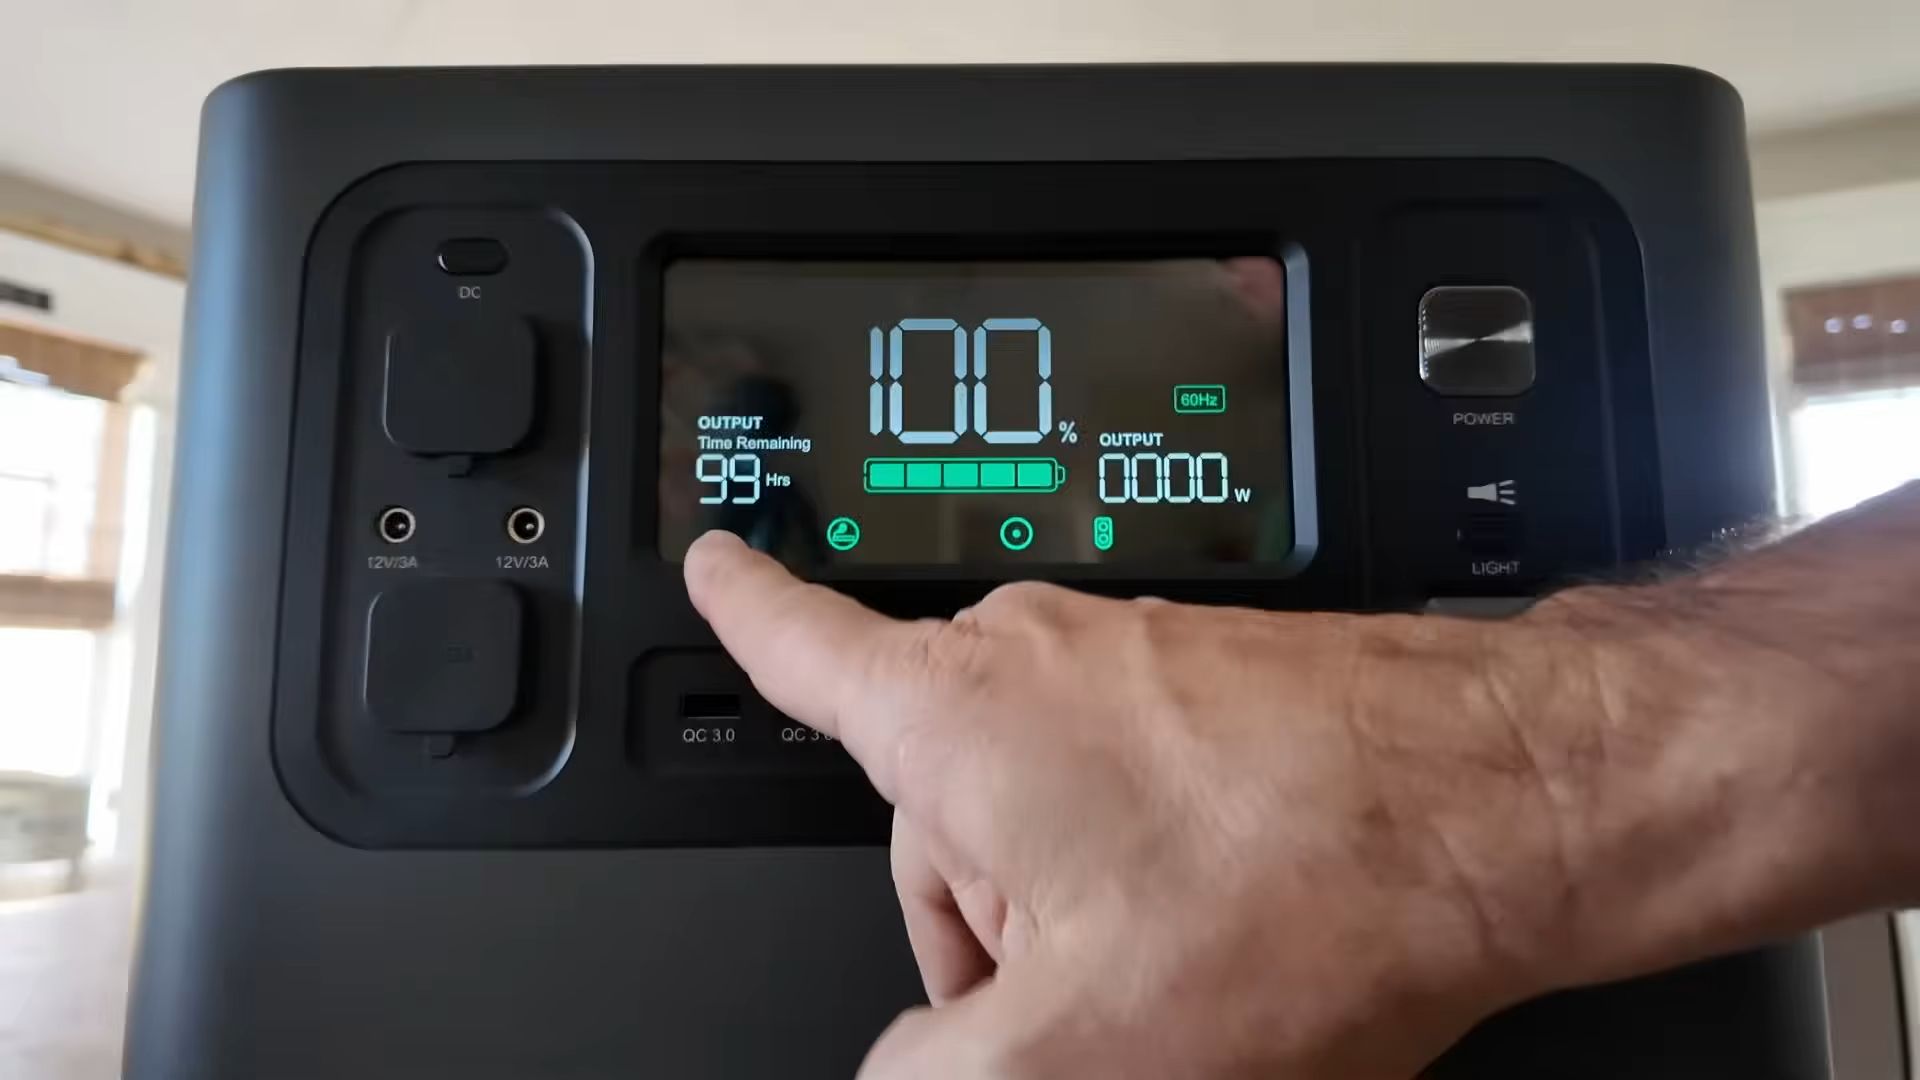 DC
12V/3A
12V/3A
100 %
60Hz
OUTPUT
Time Remaining
99 Hrs
OUTPUT
0000 W
POWER
LIGHT
QC 3.0
QC 3.0